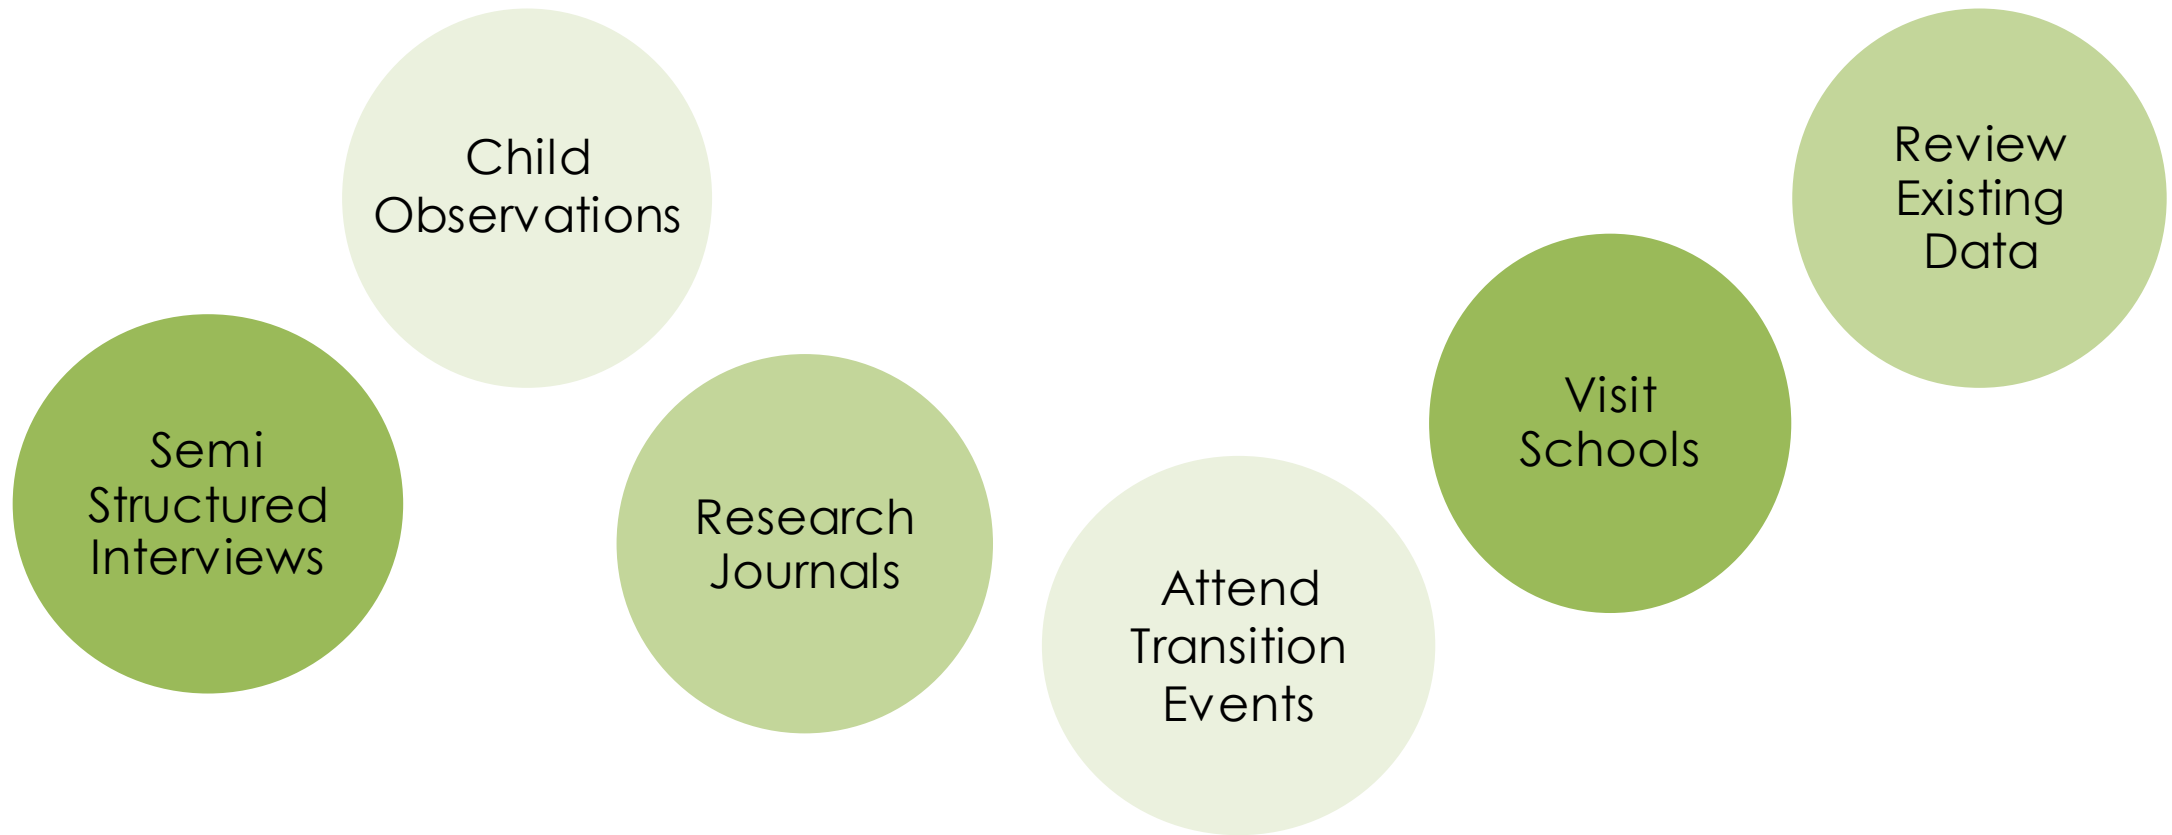 Child
Observations
Semi
Structured
Interviews
Research
Journals
Attend
Transition
Events
Visit
Schools
Review
Existing
Data